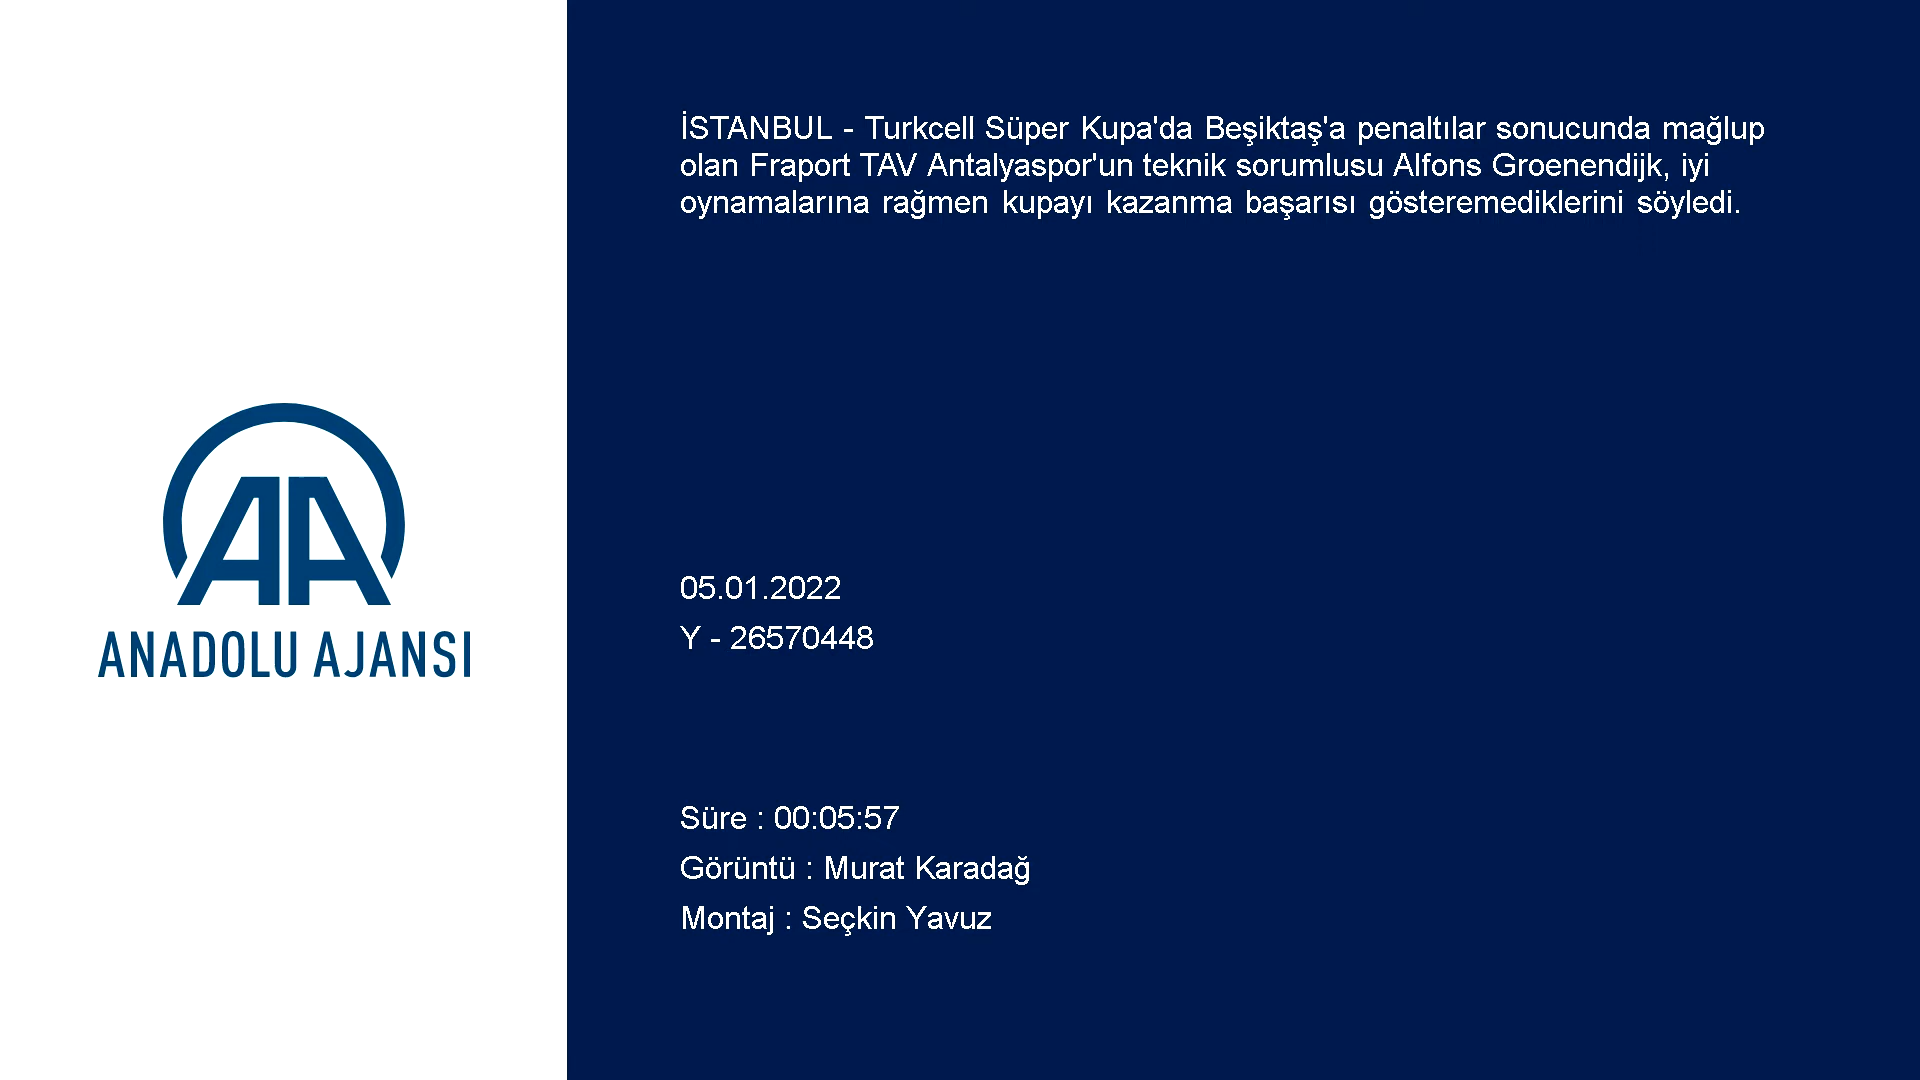 İSTANBUL - Turkcell Süper Kupa'da Beşiktaş'a penaltılar sonucunda mağlup
olan Fraport TAV Antalyaspor'un teknik sorumlusu Alfons Groenendijk, iyi
oynamalarına rağmen kupayı kazanma başarısı gösteremediklerini söyledi.
AA
ANADOLU AJANSI
05.01.2022
Y - 26570448
Süre : 00:05:57
Görüntü : Murat Karadağ
Montaj : Seçkin Yavuz